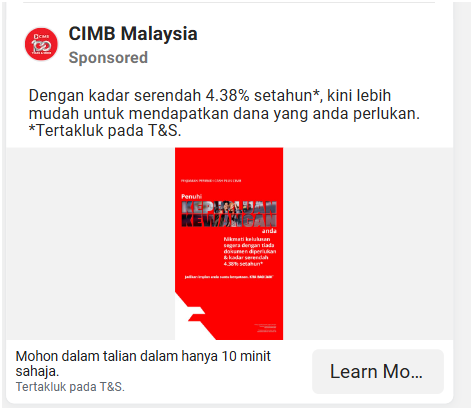 CIMB Malaysia
Sponsored
Dengan kadar serendah 4.38% setahun*, kini lebih
mudah untuk mendapatkan dana yang anda perlukan.
*Tertakluk pada T&S.
Penuhi
KEPERLUAN
KEWANGAN
anda
Nikmati kelulusan
segera dengan tiada
dokumen diperlukan
& kadar serendah
4.38% setahun*
Mohon dalam talian dalam hanya 10 minit
sahaja.
Tertakluk pada T&S.
Learn Mo...